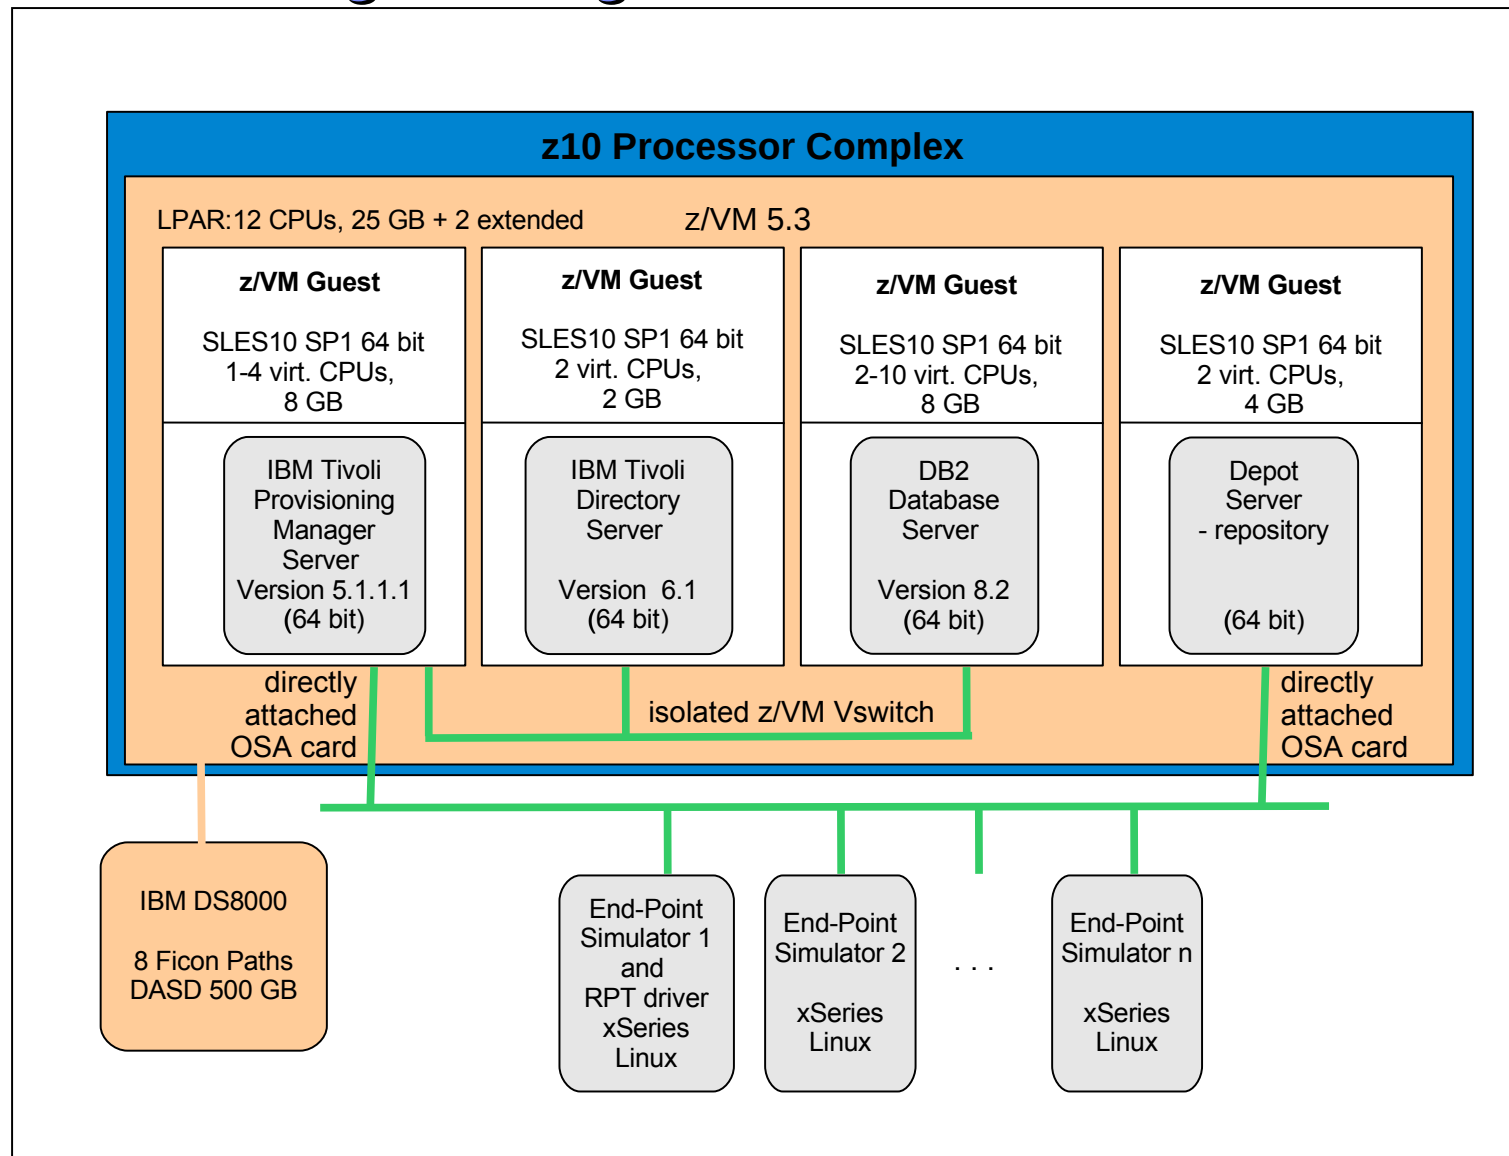 z10 Processor Complex
LPAR:12 CPUs, 25 GB + 2 extended
z/VM 5.3
z/VM Guest
SLES10 SP1 64 bit
1-4 virt. CPUs,
8 GB
IBM Tivoli
Provisioning
Manager
Server
Version 5.1.1.1
(64 bit)
z/VM Guest
SLES10 SP1 64 bit
2 virt. CPUs,
2 GB
IBM Tivoli
Directory
Server
Version 6.1
(64 bit)
z/VM Guest
SLES10 SP1 64 bit
2-10 virt. CPUs,
8 GB
DB2
Database
Server
Version 8.2
(64 bit)
z/VM Guest
SLES10 SP1 64 bit
2 virt. CPUs,
4 GB
Depot
Server
- repository
(64 bit)
directly
attached
OSA card
isolated z/VM Vswitch
directly
attached
OSA card
IBM DS8000
8 Ficon Paths
DASD 500 GB
End-Point
Simulator 1
and
RPT driver
xSeries
Linux
End-Point
Simulator 2
xSeries
Linux
. . .
End-Point
Simulator n
xSeries
Linux